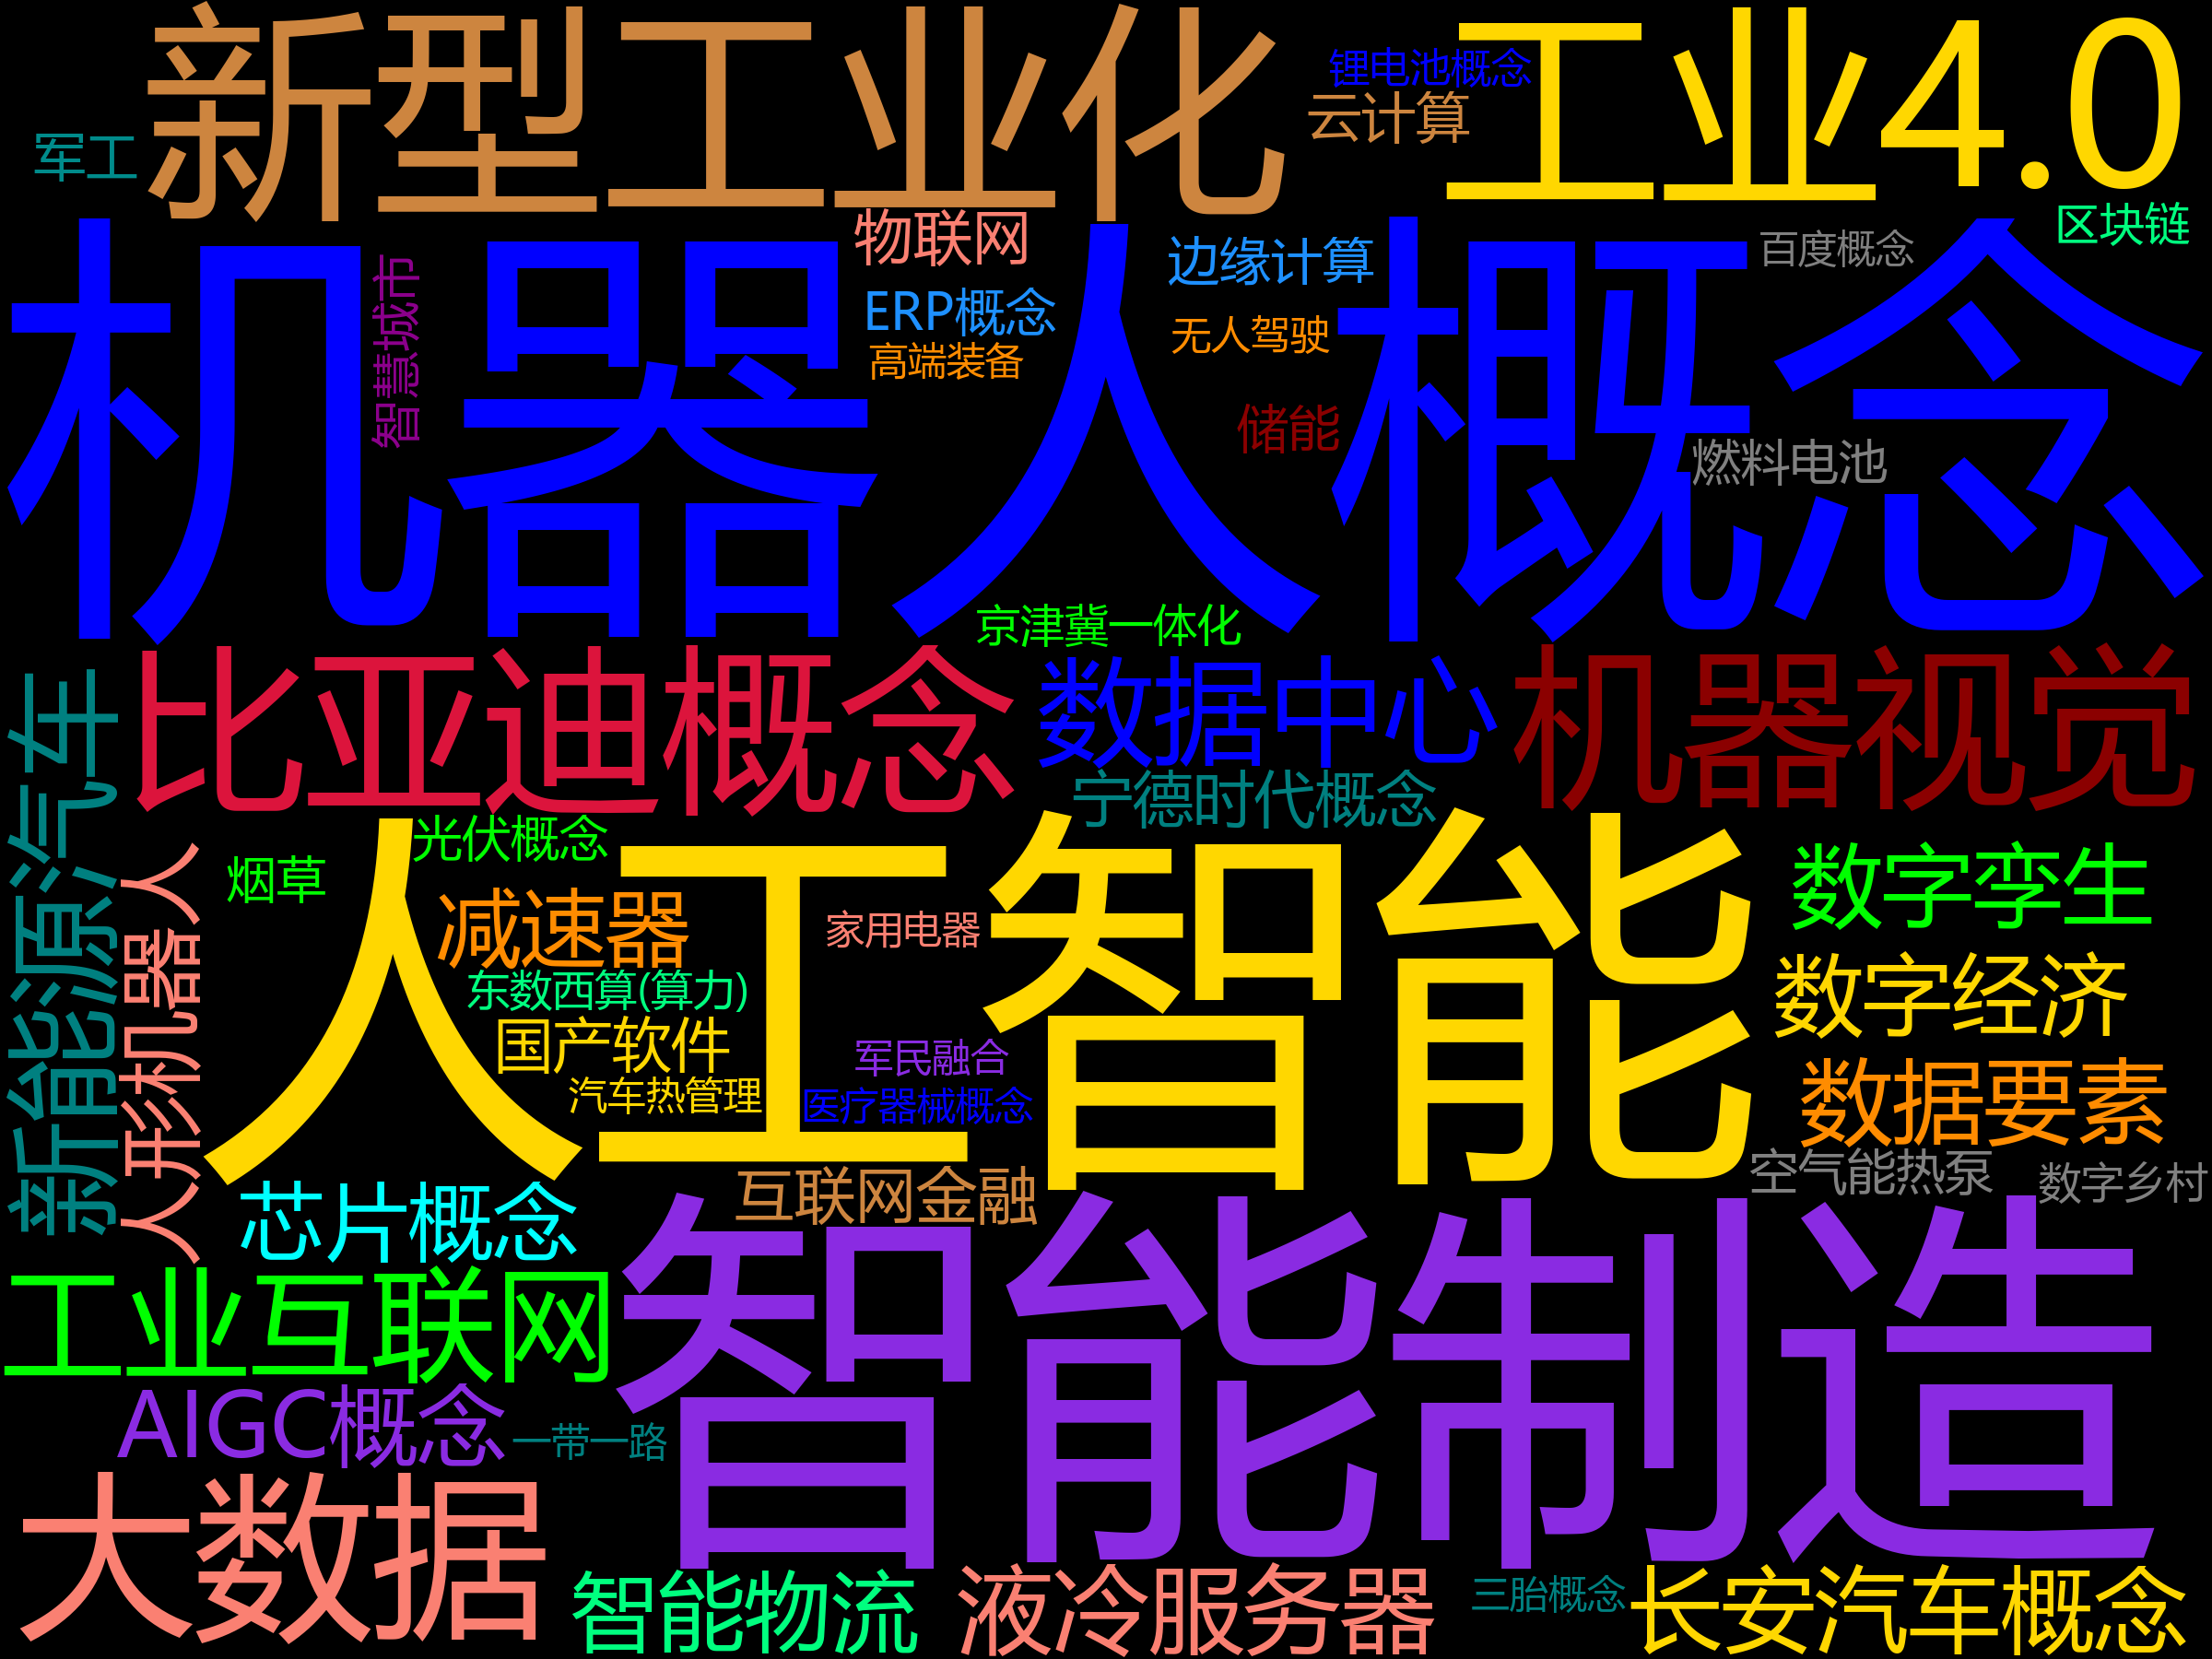 新型工业化
锂电池概念
云计算
工业4.0
军工
物联网
边缘计算
百度概念
区块链
智慧城市
ERP概念
高端装备
无人驾驶
机器人概念
储能
燃料电池
京津冀一体化
比亚迪概念
数据中心
机器视觉
宁德时代概念
新能源汽车
人形机器人
光伏概念
烟草
减速器
家用电器
人工智能
数字孪生
东数西算(算力)
数字经济
国产软件
军民融合
汽车热管理
医疗器械概念
数据要素
空气能热泵
数字乡村
芯片概念
互联网金融
工业互联网
智能制造
AIGC概念
一带一路
大数据
智能物流
液冷服务器
三胎概念
长安汽车概念